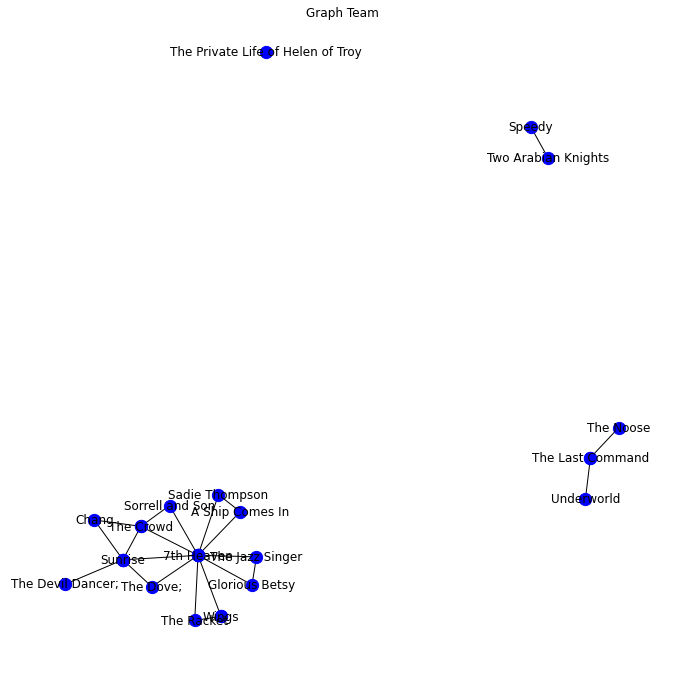 Graph Team
The Private Life of Helen of Troy
Speedy
Two Arabian Knights
The Noose
The Last Command
Underworld
Sadie Thompson
Sorrell and Son
A Ship Comes In
Chang
The Crowd
7th Heaven
The Jazz Singer
Sunrise
The Devil Dancer;
The Dove;
Glorious Betsy
Wings
The Racket